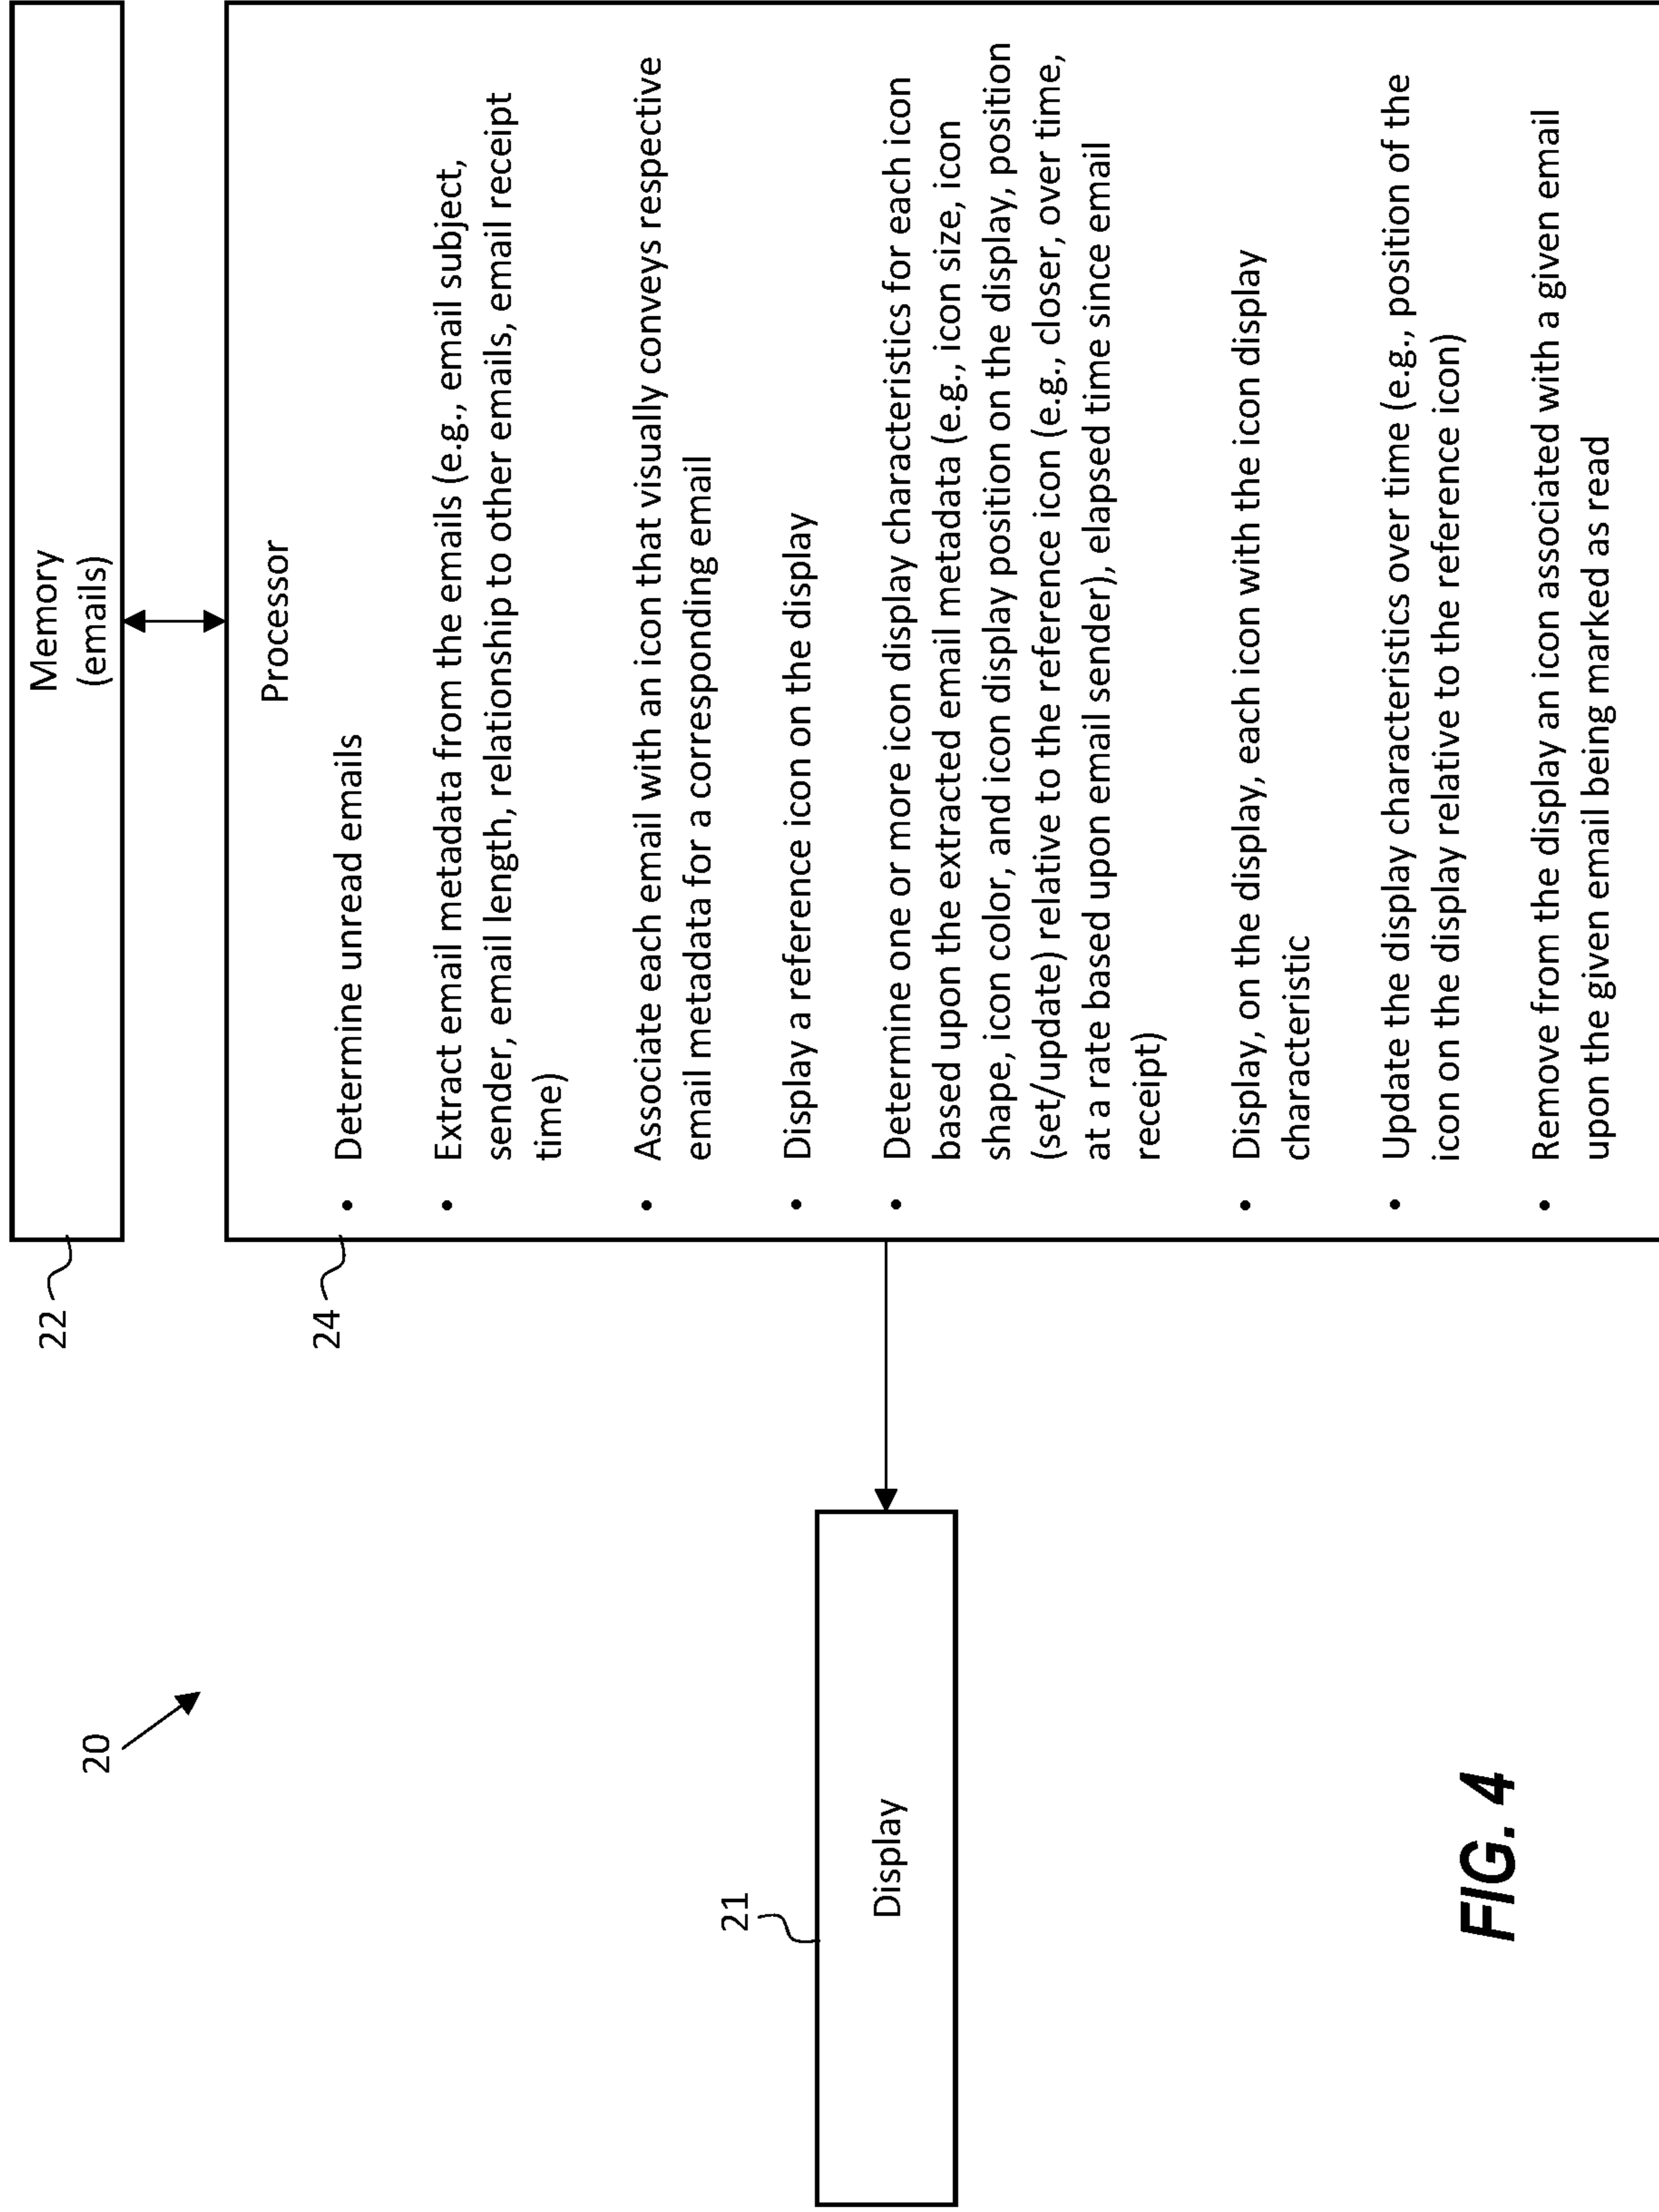 20
22
Memory
(emails)
24
Processor
• Determine unread emails
• Extract email metadata from the emails (e.g., email subject,
sender, email length, relationship to other emails, email receipt
time)
• Associate each email with an icon that visually conveys respective
email metadata for a corresponding email
• Display a reference icon on the display
• Determine one or more icon display characteristics for each icon
based upon the extracted email metadata (e.g., icon size, icon
shape, icon color, and icon display position on the display, position
(set/update) relative to the reference icon (e.g., closer, over time,
at a rate based upon email sender), elapsed time since email
receipt)
• Display, on the display, each icon with the icon display
characteristic
• Update the display characteristics over time (e.g., position of the
icon on the display relative to the reference icon)
• Remove from the display an icon associated with a given email
upon the given email being marked as read
21
Display
FIG. 4